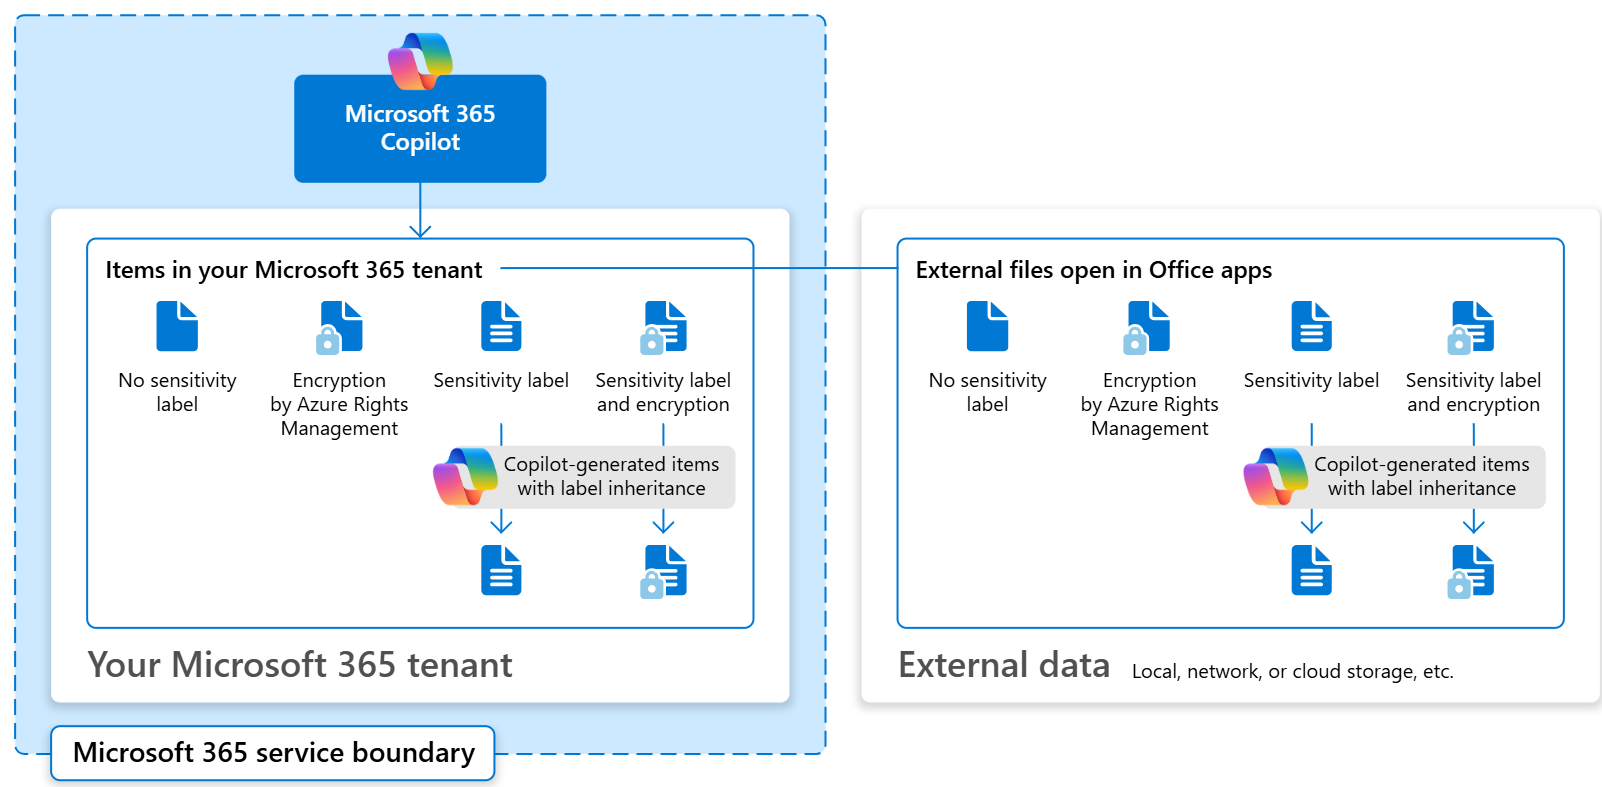 Microsoft 365
Copilot
Items in your Microsoft 365 tenant
No sensitivity
label
Encryption
by Azure Rights
Management
Sensitivity label
Sensitivity label
and encryption
Copilot-generated items
with label inheritance
Your Microsoft 365 tenant
Microsoft 365 service boundary
External files open in Office apps
No sensitivity
label
Encryption
by Azure Rights
Management
Sensitivity label
Sensitivity label
and encryption
Copilot-generated items
with label inheritance
External data Local, network, or cloud storage, etc.